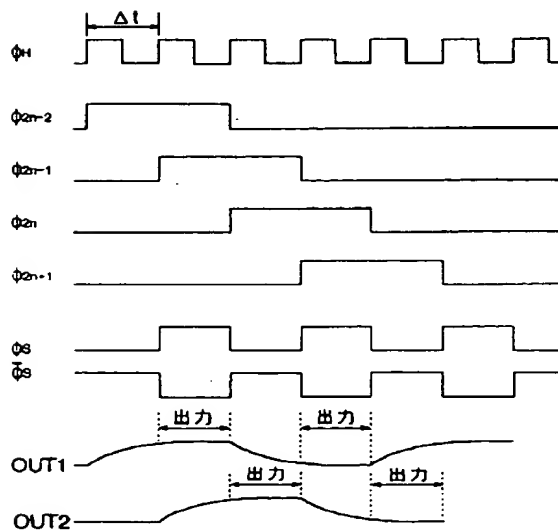 Δt
φH
φ2n-2
φ2n-1
φ2n
φ2n+1
φS
φ̄S
出力 出力
OUT1
出力 出力
OUT2